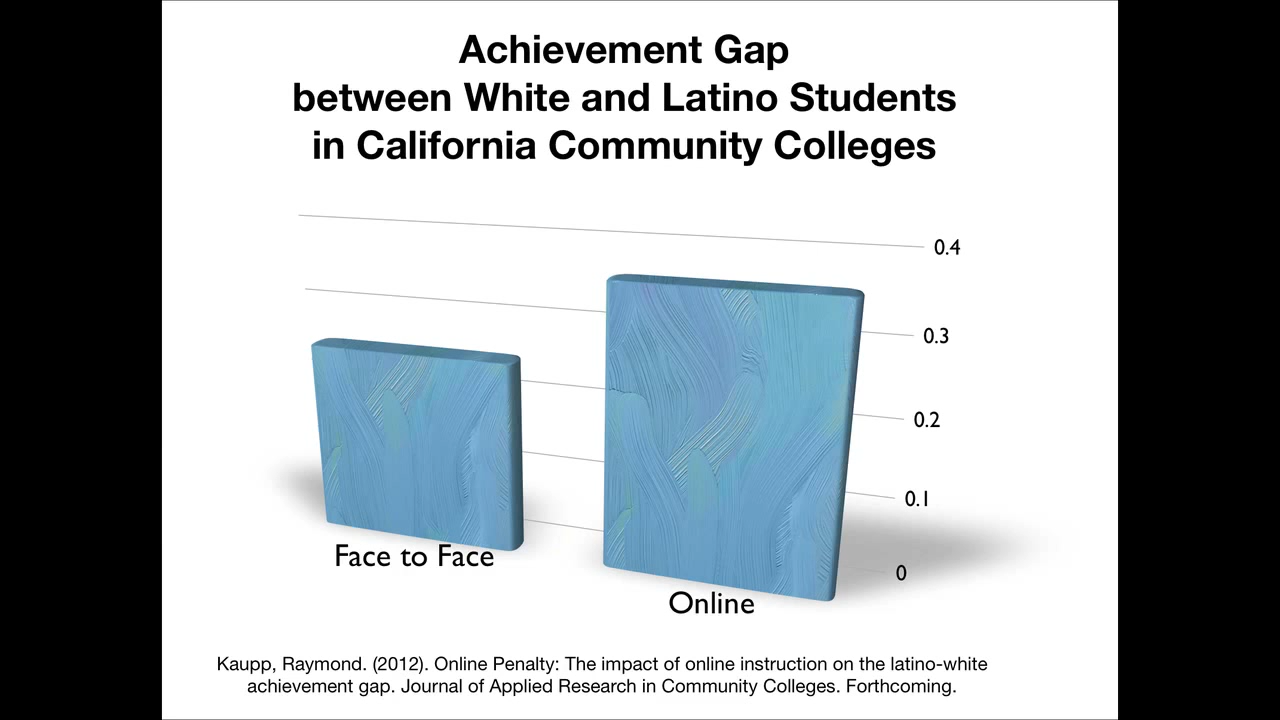 Achievement Gap
between White and Latino Students
in California Community Colleges
0.4
0.3
0.2
0.1
0
Face to Face
Online
Kaupp, Raymond. (2012). Online Penalty: The impact of online instruction on the latino-white
achievement gap. Journal of Applied Research in Community Colleges. Forthcoming.